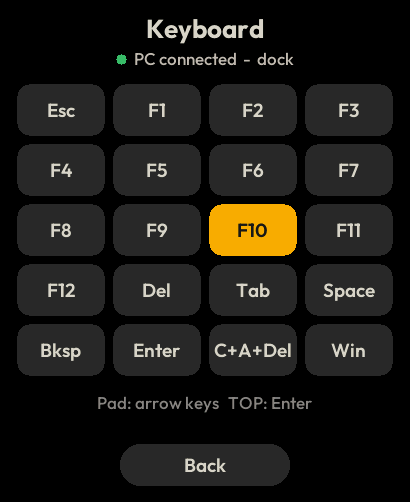 Keyboard
PC connected - dock
Esc F1 F2 F3
F4 F5 F6 F7
F8 F9 F10 F11
F12 Del Tab Space
Bksp Enter C+A+Del Win
Pad: arrow keys TOP: Enter
Back